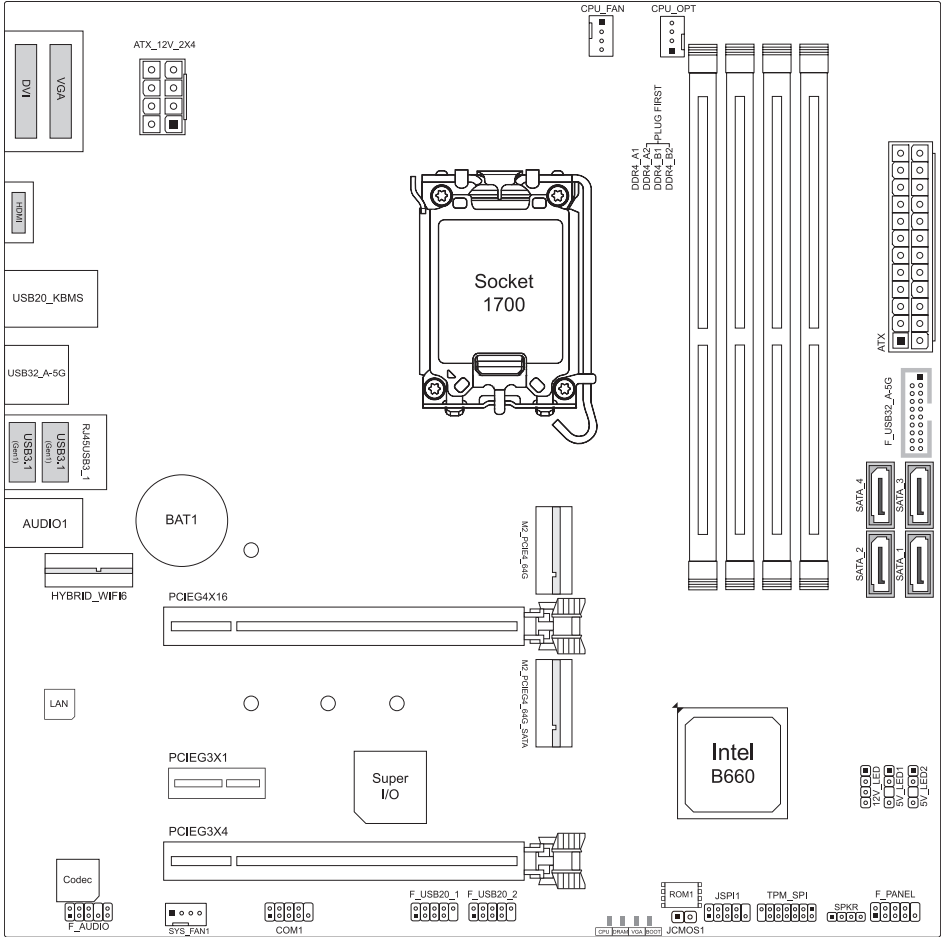 CPU_FAN
CPU_OPT
ATX_12V_2X4
DVI
VGA
DDR4_A1
DDR4_A2
DDR4_B1
DDR4_B2
PLUG FIRST
HDMI
Socket
1700
USB20_KBMS
ATX
USB32_A-5G
F_USB32_A-5G
USB3.1
(Gen1)
USB3.1
(Gen1)
RJ45USB3_1
SATA_4
SATA_3
AUDIO1
BAT1
M2_PCIE4_64G
SATA_2
SATA_1
HYBRID_WIFI6
PCIEG4X16
LAN
M2_PCIEG4_64G_SATA
Intel
B660
PCIEG3X1
Super
I/O
12V_LED
5V_LED1
5V_LED2
PCIEG3X4
Codec
F_AUDIO
SYS_FAN1
COM1
F_USB20_1
F_USB20_2
CPU
DRAM
VGA
BOOT
ROM1
JCMOS1
JSPI1
TPM_SPI
SPKR
F_PANEL